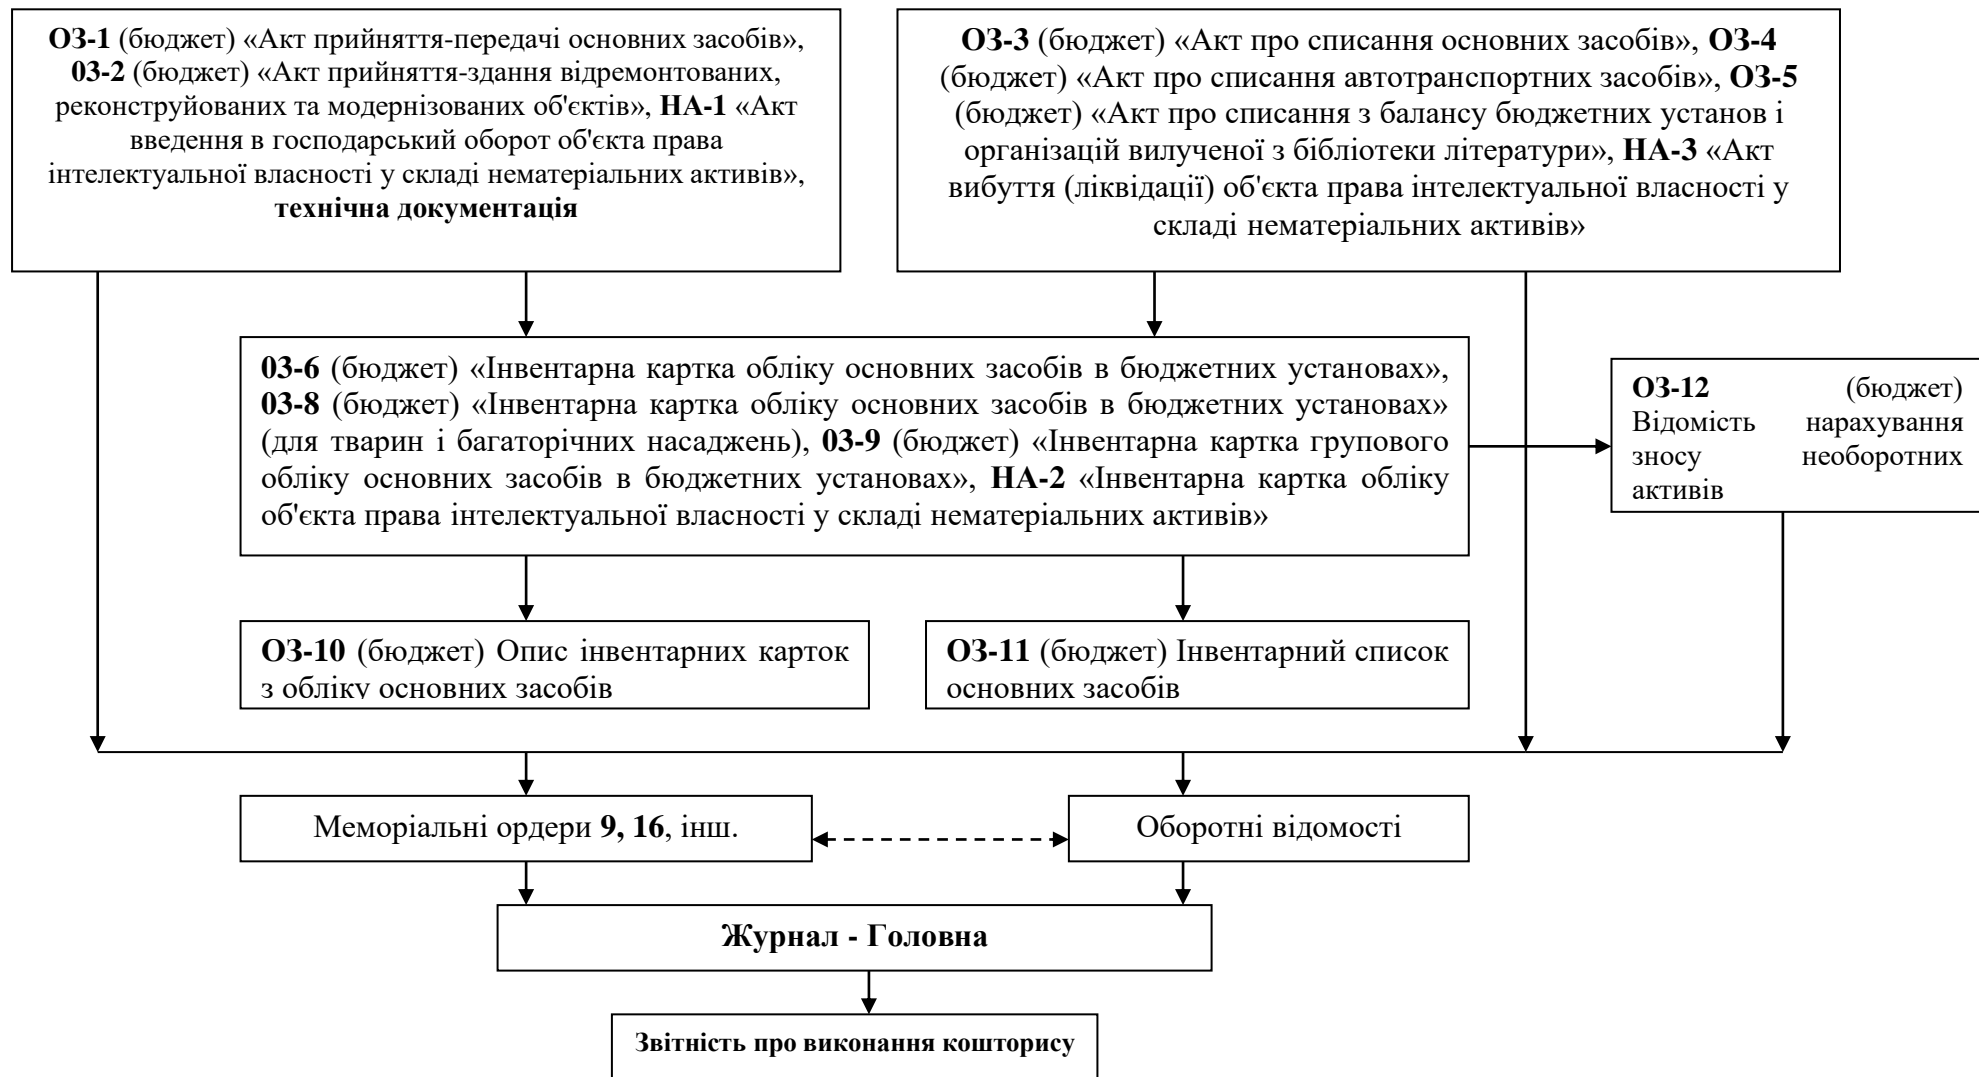 ОЗ-1 (бюджет) «Акт прийняття-передачі основних засобів»,
03-2 (бюджет) «Акт прийняття-здання відремонтованих,
реконструйованих та модернізованих об'єктів», НА-1 «Акт
введення в господарський оборот об'єкта права
інтелектуальної власності у складі нематеріальних активів»,
технічна документація
ОЗ-3 (бюджет) «Акт про списання основних засобів», ОЗ-4
(бюджет) «Акт про списання автотранспортних засобів», ОЗ-5
(бюджет) «Акт про списання з балансу бюджетних установ і
організацій вилученої з бібліотеки літератури», НА-3 «Акт
вибуття (ліквідації) об'єкта права інтелектуальної власності у
складі нематеріальних активів»
03-6 (бюджет) «Інвентарна картка обліку основних засобів в бюджетних установах»,
03-8 (бюджет) «Інвентарна картка обліку основних засобів в бюджетних установах»
(для тварин і багаторічних насаджень), 03-9 (бюджет) «Інвентарна картка групового
обліку основних засобів в бюджетних установах», НА-2 «Інвентарна картка обліку
об'єкта права інтелектуальної власності у складі нематеріальних активів»
ОЗ-12 (бюджет)
Відомість нарахування
зносу необоротних
активів
ОЗ-10 (бюджет) Опис інвентарних карток
з обліку основних засобів
ОЗ-11 (бюджет) Інвентарний список
основних засобів
Меморіальні ордери 9, 16, інш.
Оборотні відомості
Журнал - Головна
Звітність про виконання кошторису